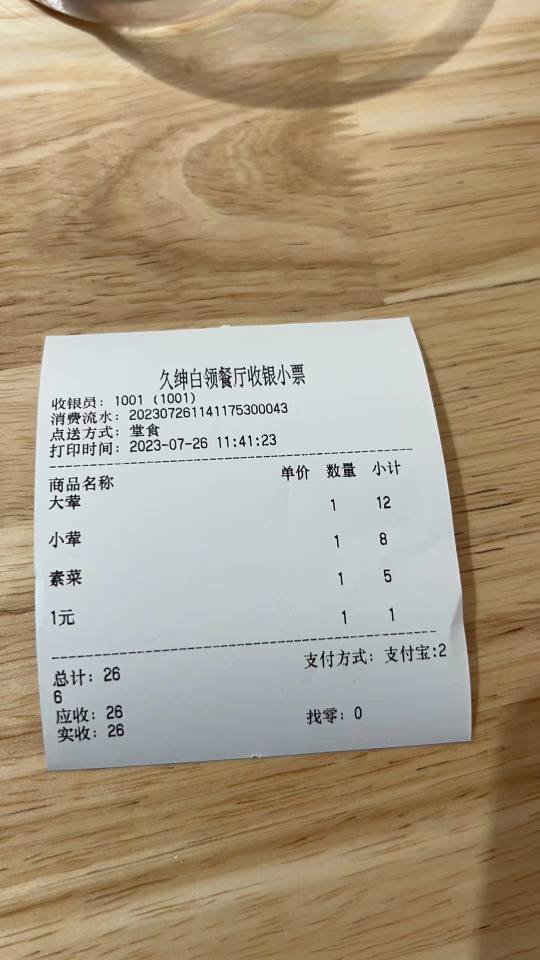 久绅白领餐厅收银小票
收银员：1001 (1001)
消费流水：202307261141175300043
点送方式：堂食
打印时间：2023-07-26 11:41:23
商品名称 单价 数量 小计
大荤 1 12
小荤 1 8
素菜 1 5
1元 1 1
总计：26 支付方式：支付宝:2
6
应收：26 找零：0
实收：26